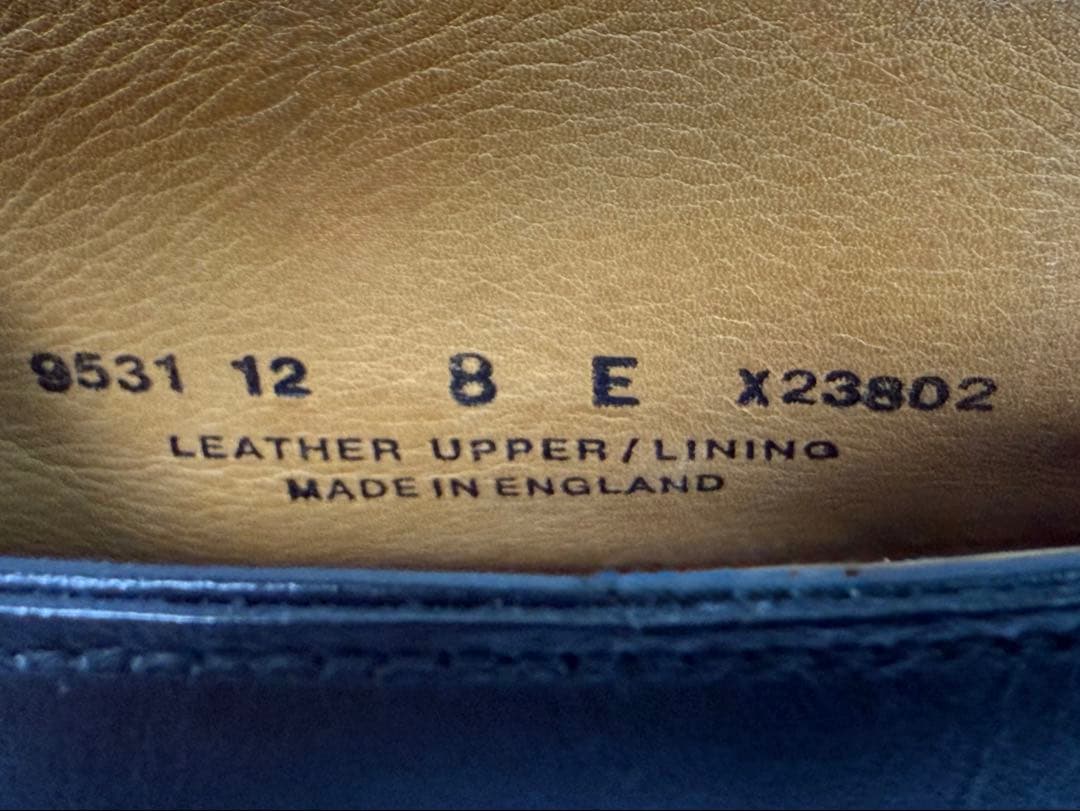 9531 12 8 E X23802
LEATHER UPPER/LINING
MADE IN ENGLAND